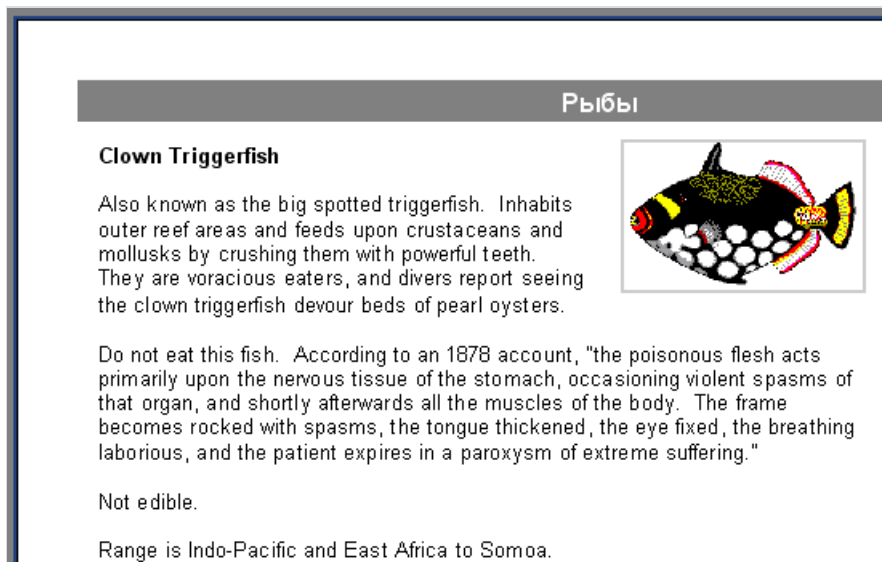 Рыбы
Clown Triggerfish
Also known as the big spotted triggerfish.  Inhabits
outer reef areas and feeds upon crustaceans and
mollusks by crushing them with powerful teeth.
They are voracious eaters, and divers report seeing
the clown triggerfish devour beds of pearl oysters.
Do not eat this fish.  According to an 1878 account, "the poisonous flesh acts
primarily upon the nervous tissue of the stomach, occasioning violent spasms of
that organ, and shortly afterwards all the muscles of the body.  The frame
becomes rocked with spasms, the tongue thickened, the eye fixed, the breathing
laborious, and the patient expires in a paroxysm of extreme suffering."
Not edible.
Range is Indo-Pacific and East Africa to Somoa.